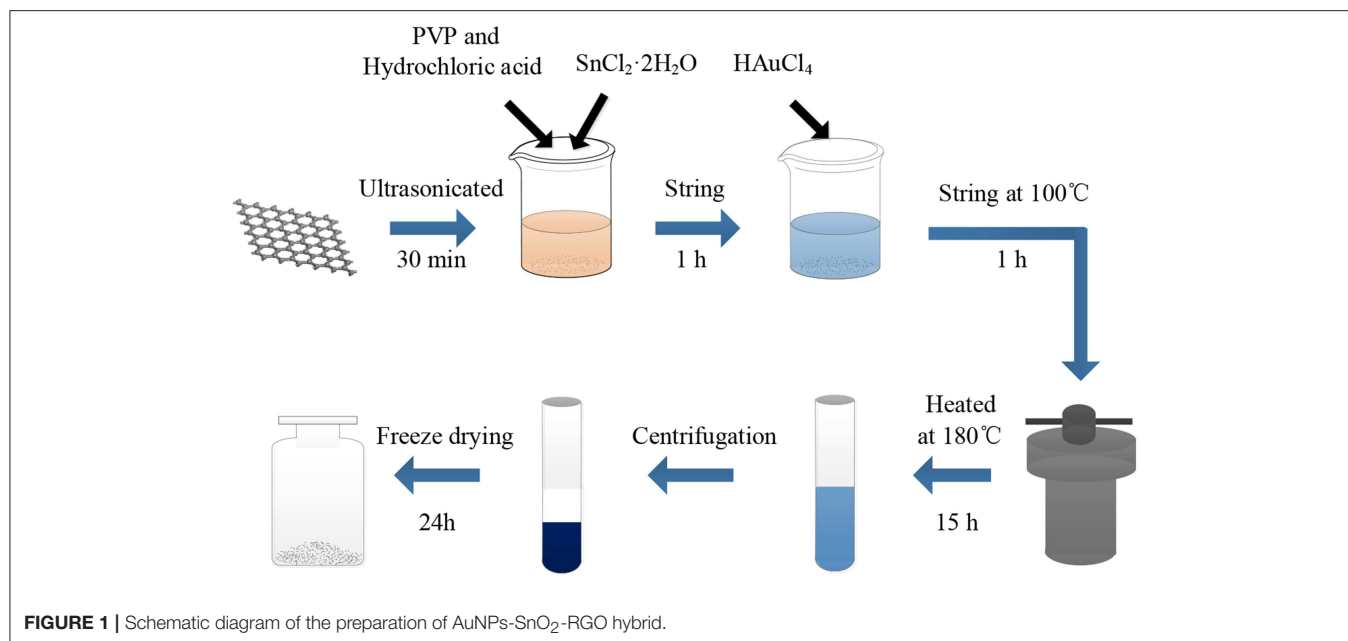 PVP and
Hydrochloric acid
SnCl₂·2H₂O
HAuCl₄
Ultrasonicated
30 min
String
1 h
String at 100℃
1 h
Heated
at 180℃
15 h
Centrifugation
Freeze drying
24h
FIGURE 1 | Schematic diagram of the preparation of AuNPs-SnO₂-RGO hybrid.